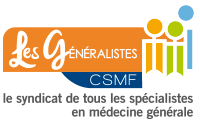 Les Généralistes
CSMF
le syndicat de tous les spécialistes
en médecine générale